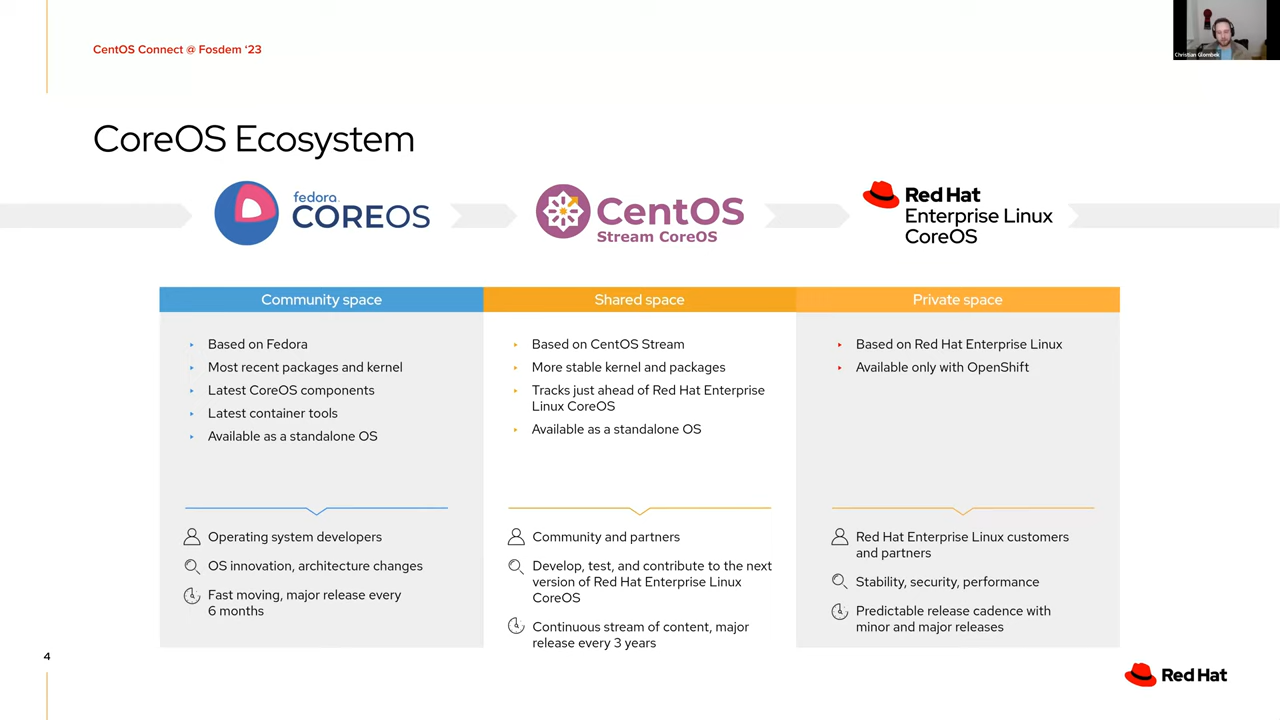 CentOS Connect @ Fosdem ‘23
Christian Glombek
CoreOS Ecosystem
fedora
COREOS
CentOS
Stream CoreOS
Red Hat
Enterprise Linux
CoreOS
Community space
Shared space
Private space
Based on Fedora
Most recent packages and kernel
Latest CoreOS components
Latest container tools
Available as a standalone OS
Based on CentOS Stream
More stable kernel and packages
Tracks just ahead of Red Hat Enterprise
Linux CoreOS
Available as a standalone OS
Based on Red Hat Enterprise Linux
Available only with OpenShift
Operating system developers
OS innovation, architecture changes
Fast moving, major release every
6 months
Community and partners
Develop, test, and contribute to the next
version of Red Hat Enterprise Linux
CoreOS
Continuous stream of content, major
release every 3 years
Red Hat Enterprise Linux customers
and partners
Stability, security, performance
Predictable release cadence with
minor and major releases
4
Red Hat